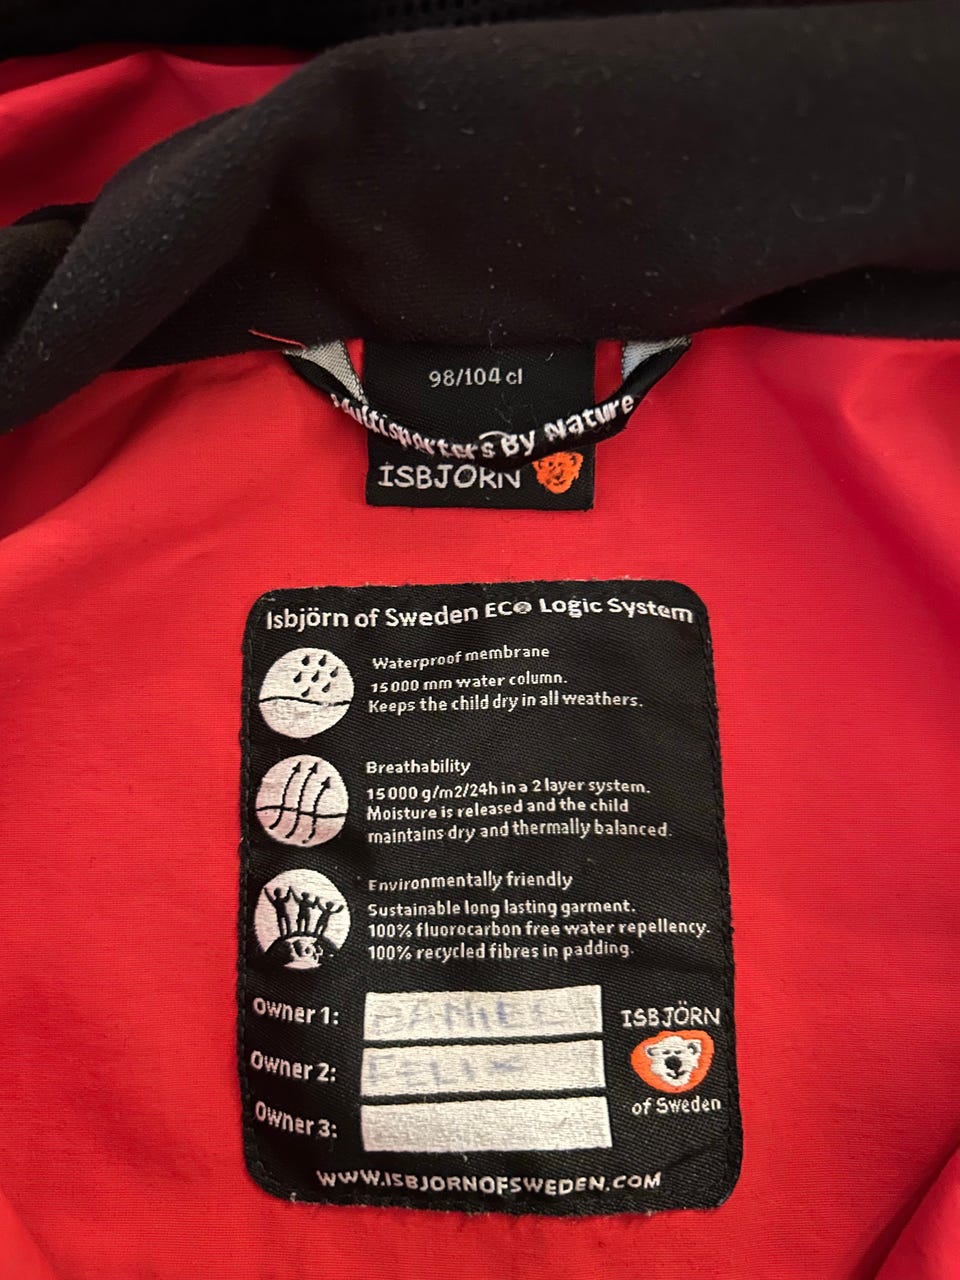 98/104 cl
Multisporters By Nature
ISBJÖRN
Isbjörn of Sweden ECO Logic System
Waterproof membrane
15 000 mm water column.
Keeps the child dry in all weathers.
Breathability
15 000 g/m2/24h in a 2 layer system.
Moisture is released and the child
maintains dry and thermally balanced.
Environmentally friendly
Sustainable long lasting garment.
100% fluorocarbon free water repellency.
100% recycled fibres in padding.
Owner 1: DANIEL
Owner 2: FELIX
Owner 3:
ISBJÖRN
of Sweden
WWW.ISBJORNOFSWEDEN.COM